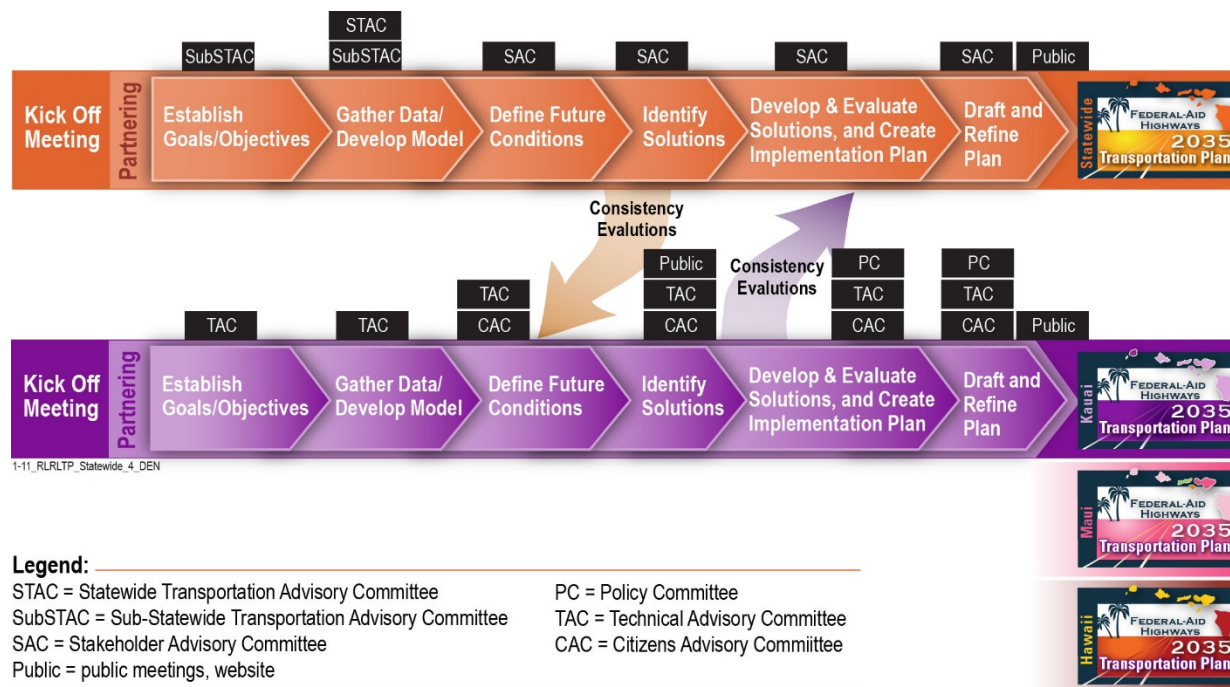 STAC
SubSTAC
SubSTAC
SAC
SAC
SAC
SAC
Public
Kick Off
Meeting
Partnering
Establish
Goals/Objectives
Gather Data/
Develop Model
Define Future
Conditions
Identify
Solutions
Develop & Evaluate
Solutions, and Create
Implementation Plan
Draft and
Refine
Plan
Statewide
FEDERAL-AID
HIGHWAYS
2035
Transportation Plan
Consistency
Evalutions
Consistency
Evalutions
TAC
TAC
TAC
CAC
Public
TAC
CAC
PC
TAC
CAC
PC
TAC
CAC
Public
Kick Off
Meeting
Partnering
Establish
Goals/Objectives
Gather Data/
Develop Model
Define Future
Conditions
Identify
Solutions
Develop & Evaluate
Solutions, and Create
Implementation Plan
Draft and
Refine
Plan
Kauai
FEDERAL-AID
HIGHWAYS
2035
Transportation Plan
1-11_RLRLTP_Statewide_4_DEN
Maui
FEDERAL-AID
HIGHWAYS
2035
Transportation Plan
Hawaii
FEDERAL-AID
HIGHWAYS
2035
Transportation Plan
Legend:
STAC = Statewide Transportation Advisory Committee
SubSTAC = Sub-Statewide Transportation Advisory Committee
SAC = Stakeholder Advisory Committee
Public = public meetings, website
PC = Policy Committee
TAC = Technical Advisory Committee
CAC = Citizens Advisory Commiittee